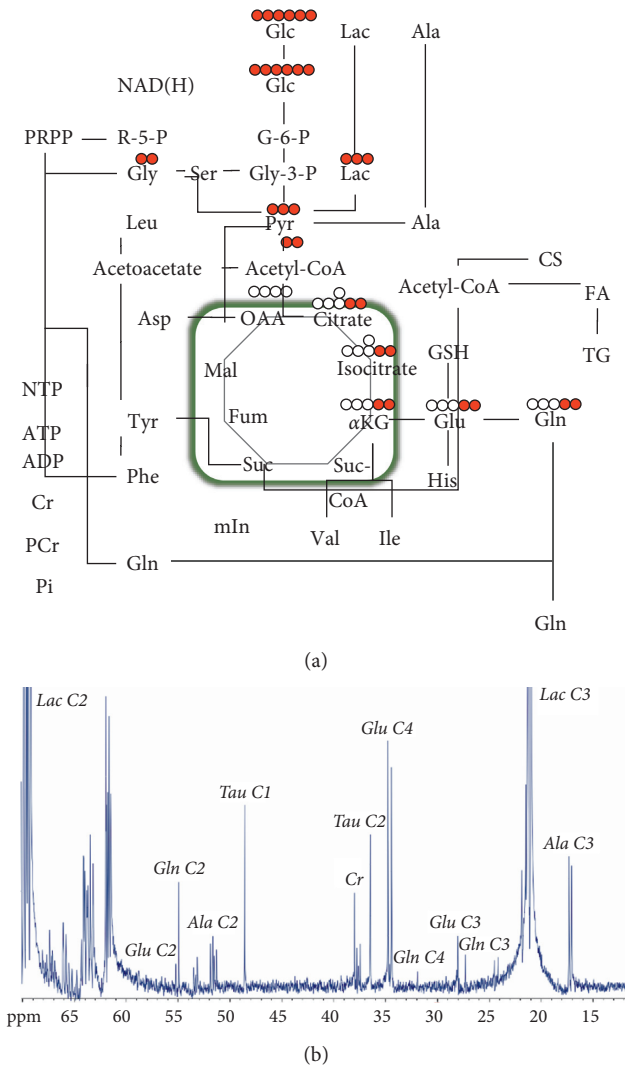 Glc Lac Ala
Glc
NAD(H)
PRPP R-5-P G-6-P
Gly Ser Gly-3-P Lac
Leu Pyr Ala
Acetoacetate Acetyl-CoA CS
Acetyl-CoA FA
Asp OAA Citrate
TG
Mal Isocitrate GSH
NTP
Tyr Fum αKG Glu Gln
ATP
ADP Phe Suc Suc-CoA His
Cr
mIn Val Ile
PCr
Gln
Pi
Gln
(a)
Lac C2 Lac C3
Glu C4
Tau C1
Tau C2
Ala C3
Gln C2 Cr
Glu C2 Ala C2 Gln C4 Glu C3 Gln C3
ppm 65 60 55 50 45 40 35 30 25 20 15
(b)